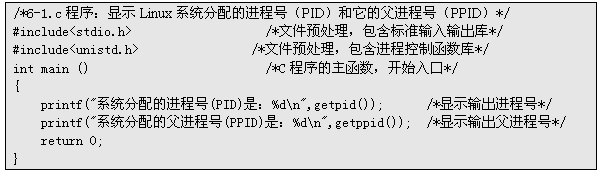 /*6-1.c 程序：显示 Linux 系统分配的进程号（PID）和它的父进程号（PPID）*/
#include<stdio.h> /*文件预处理，包含标准输入输出库*/
#include<unistd.h> /*文件预处理，包含进程控制函数库*/
int main () /*C 程序的主函数，开始入口*/
{
printf("系统分配的进程号(PID)是：%d\n",getpid()); /*显示输出进程号*/
printf("系统分配的父进程号(PPID)是：%d\n",getppid()); /*显示输出父进程号*/
return 0;
}